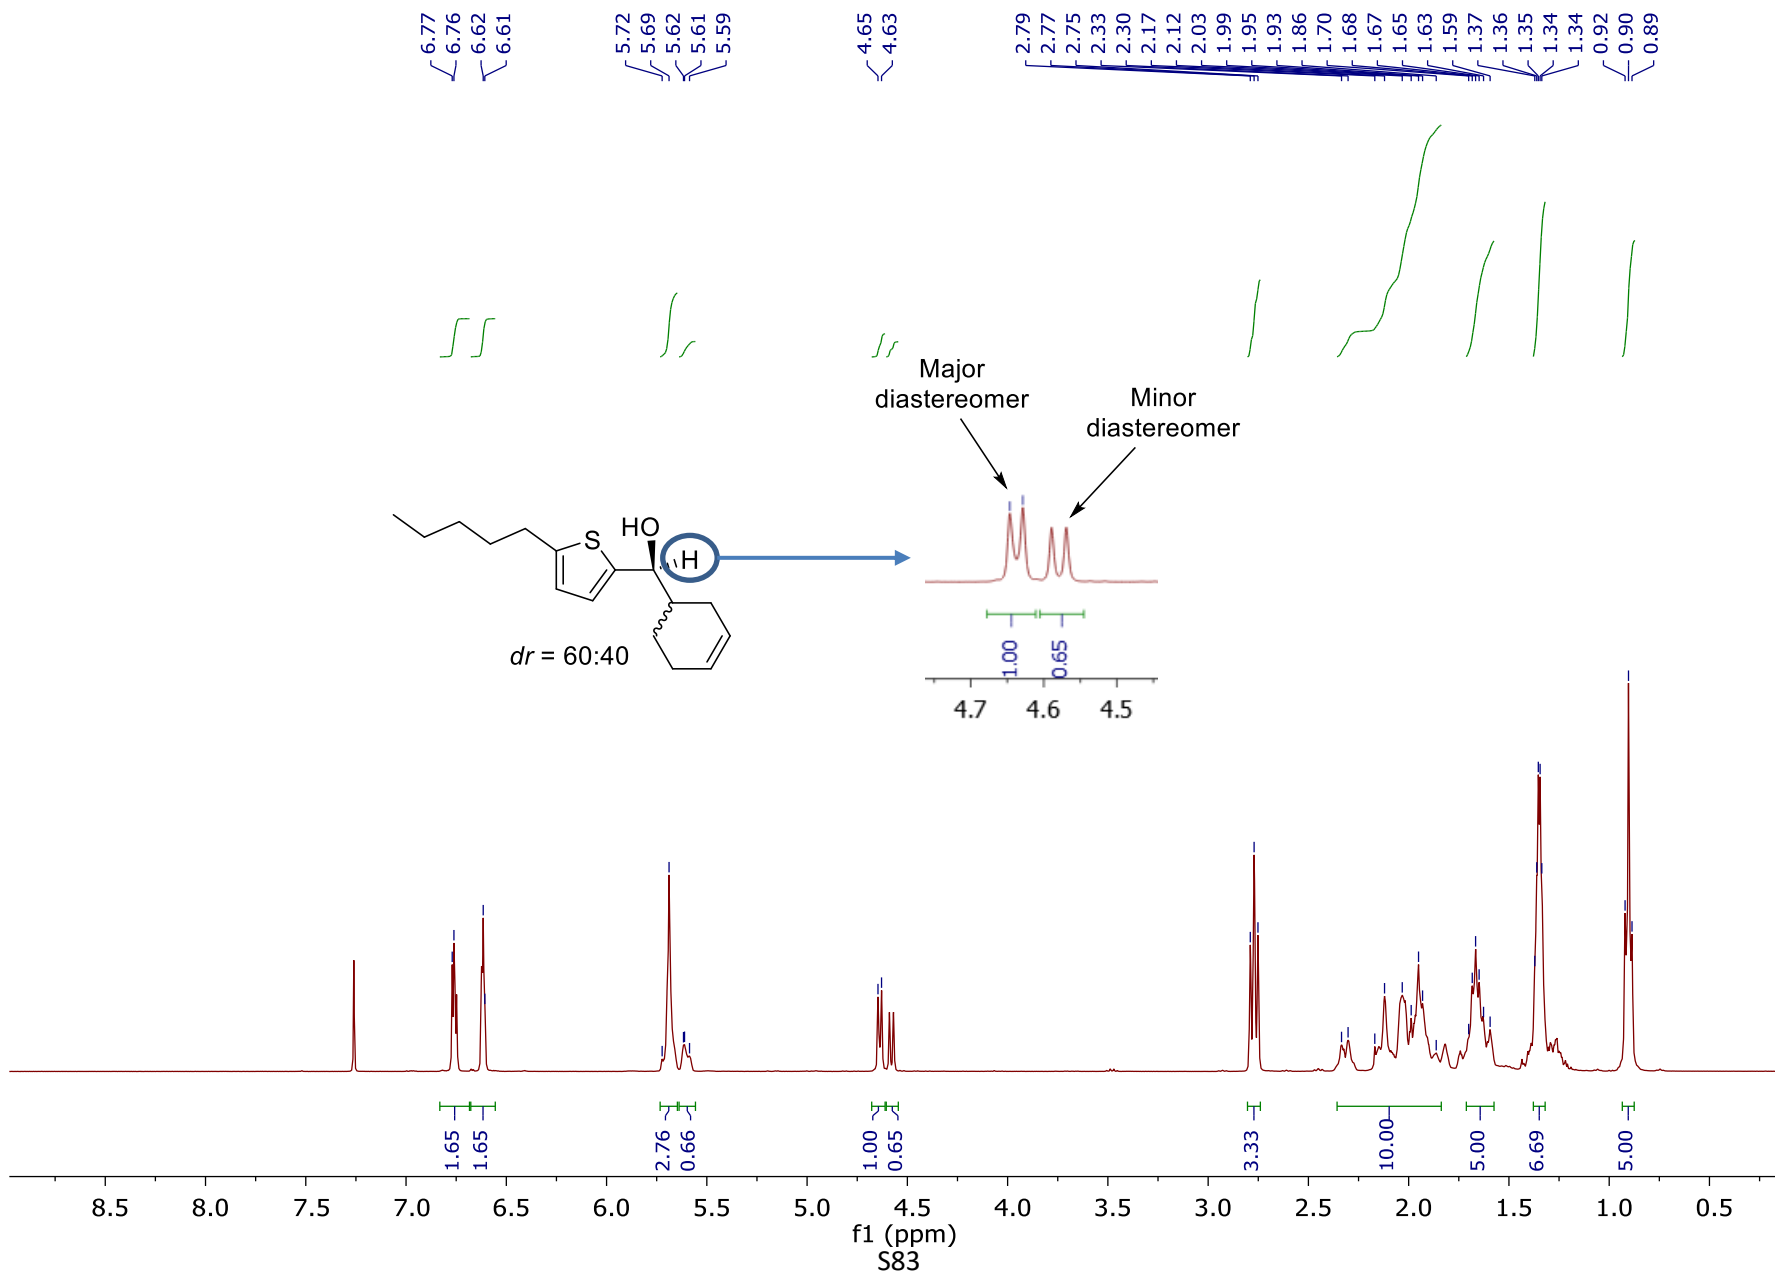 6.77 6.76 6.62 6.61 5.72 5.69 5.62 5.61 5.59 4.65 4.63 2.79 2.77 2.75 2.33 2.30 2.17 2.12 2.03 1.99 1.95 1.93 1.86 1.70 1.68 1.67 1.65 1.63 1.59 1.37 1.36 1.35 1.34 1.34 0.92 0.90 0.89
Major
diastereomer
Minor
diastereomer
HO
S
H
dr = 60:40
1.00 0.65
4.7 4.6 4.5
1.65 1.65 2.76 0.66 1.00 0.65 3.33 10.00 5.00 6.69 5.00
8.5 8.0 7.5 7.0 6.5 6.0 5.5 5.0 4.5 4.0 3.5 3.0 2.5 2.0 1.5 1.0 0.5
f1 (ppm)
S83